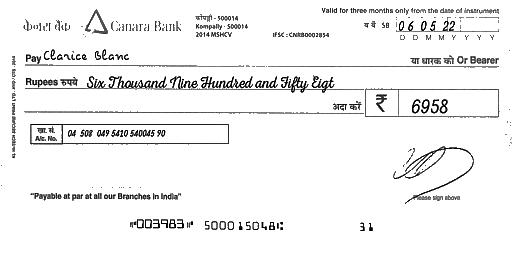 Valid for three months only from the date of instrument
केनरा बैंक Canara Bank
कोंपल्ली - 500014
Kompally - 500014
2014 MSHCV
IFSC : CNRB0002854
SB 06 05 22
D D M M Y Y Y Y
Pay Clarice Blanc
या धारक को Or Bearer
Rupees रुपये Six Thousand Nine Hundred and Fifty Eigt
अदा करें ₹ 6958
खा. सं.
A/c. No. 04 508 049 5410 540045 90
"Payable at par at all our Branches in India"
Please sign above
⑈003983⑈ 500015048⑆ 31